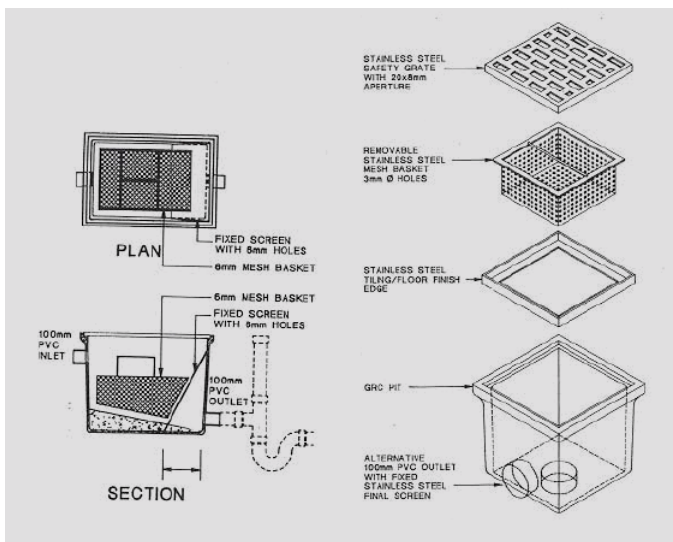 PLAN
FIXED SCREEN
WITH 6mm HOLES
6mm MESH BASKET
6mm MESH BASKET
FIXED SCREEN
WITH 6mm HOLES
100mm
PVC
INLET
100mm
PVC
OUTLET
SECTION
STAINLESS STEEL
SAFETY GRATE
WITH 20x8mm
APERTURE
REMOVABLE
STAINLESS STEEL
MESH BASKET
3mm Ø HOLES
STAINLESS STEEL
TILING/FLOOR FINISH
EDGE
GRC PIT
ALTERNATIVE
100mm PVC OUTLET
WITH FIXED
STAINLESS STEEL
FINAL SCREEN